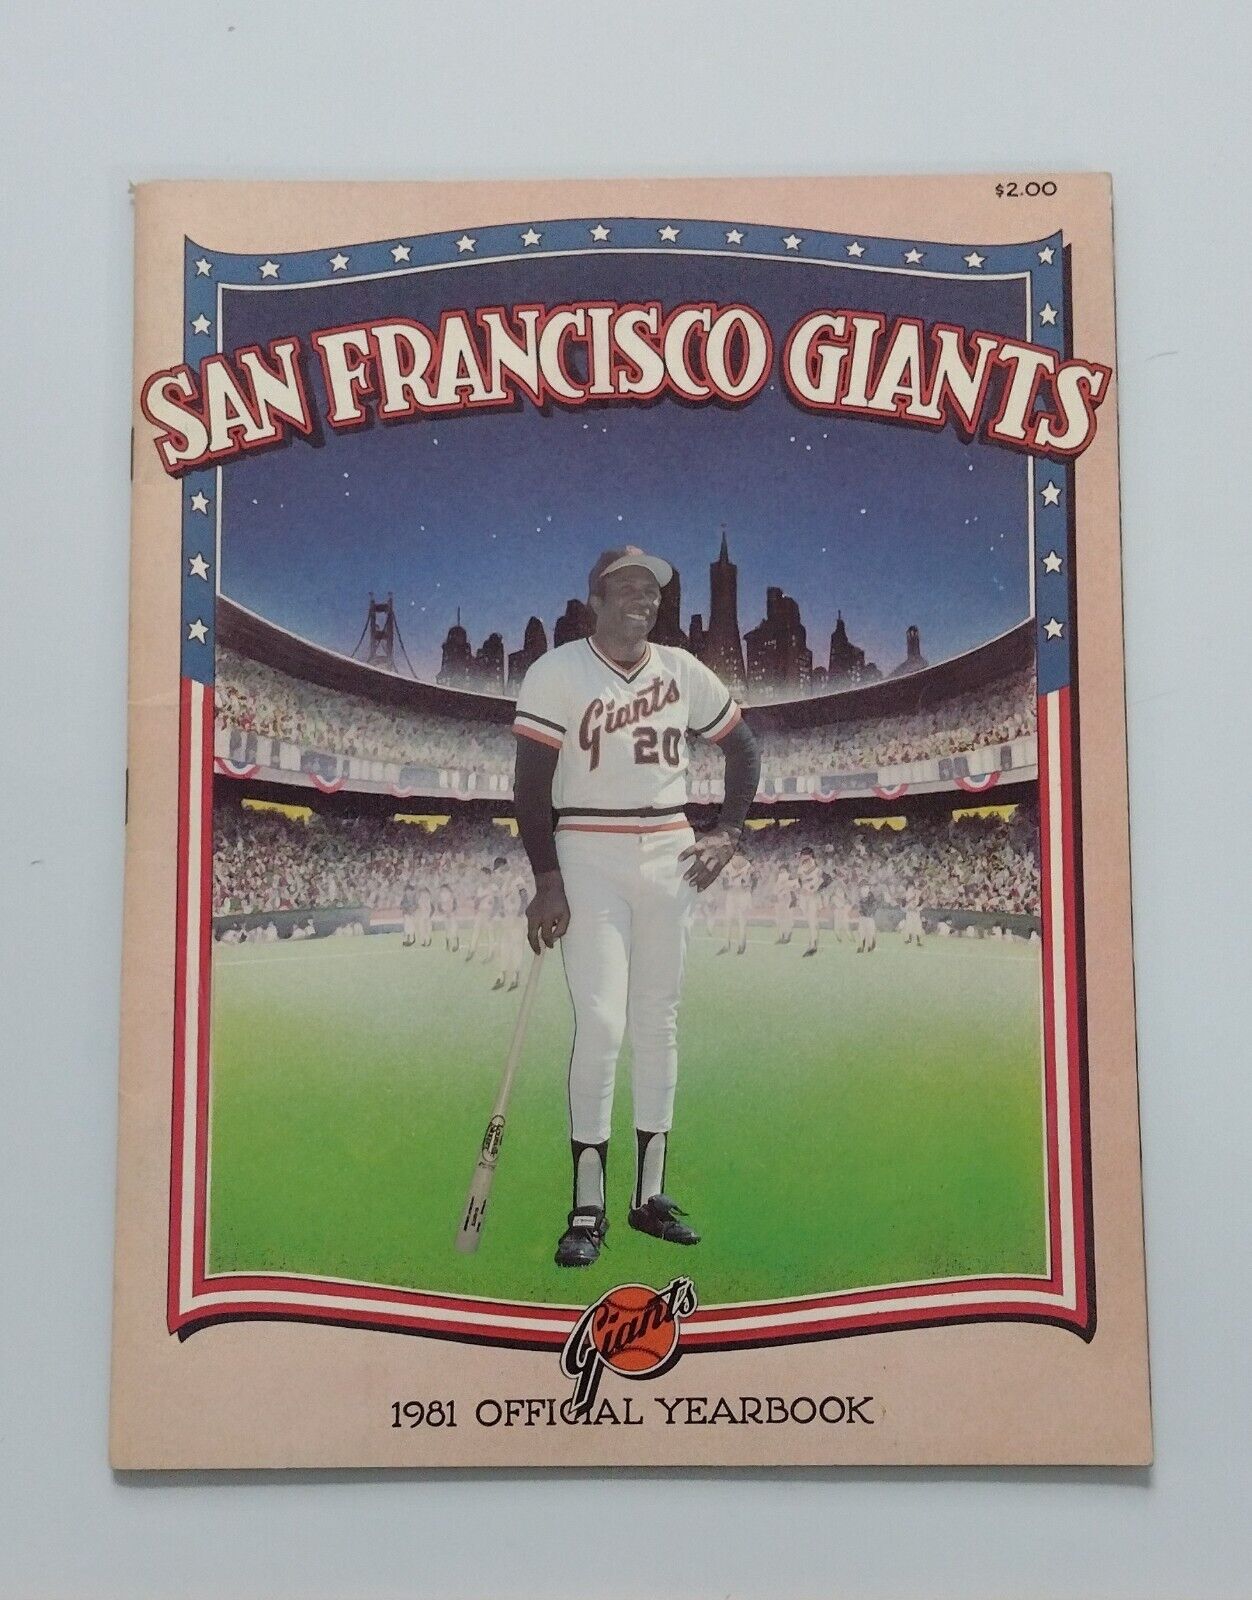 $2.00
SAN FRANCISCO GIANTS
Giants
20
Giants
1981 OFFICIAL YEARBOOK